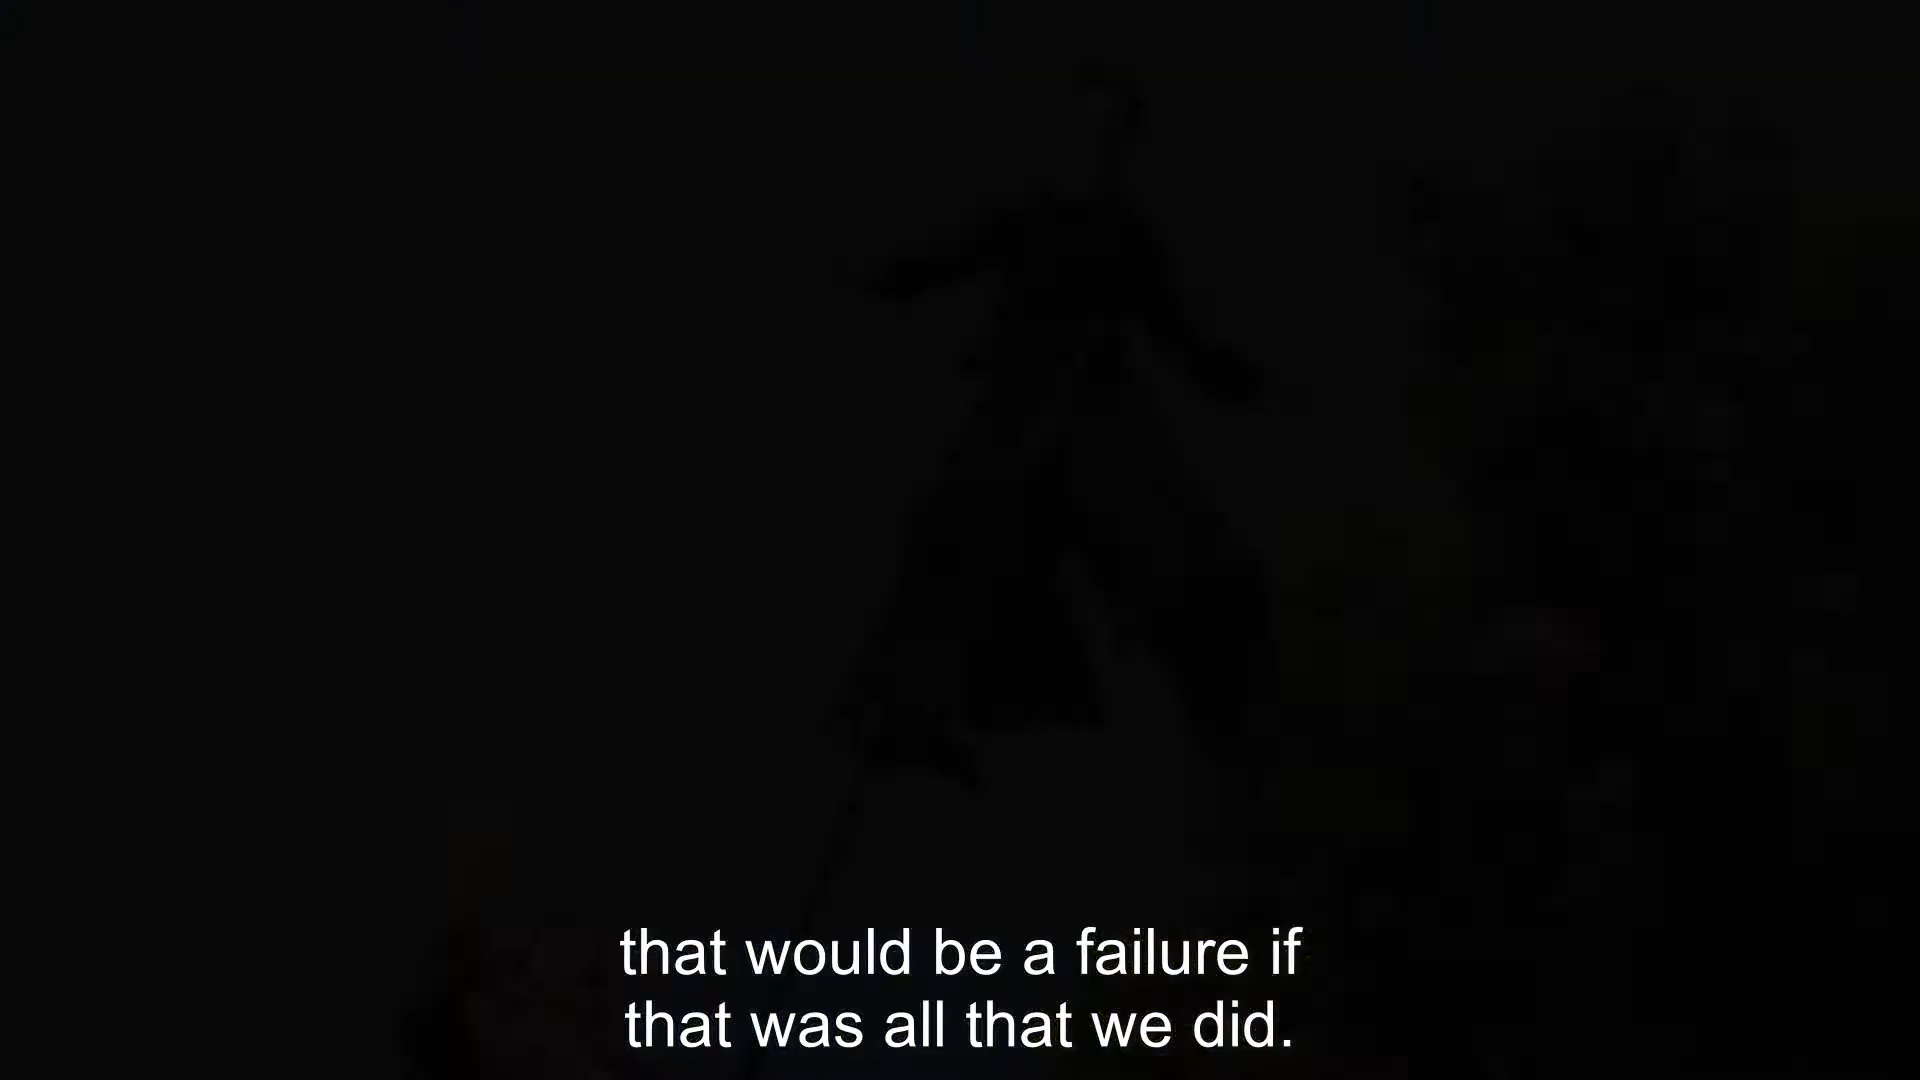 that would be a failure if
that was all that we did.